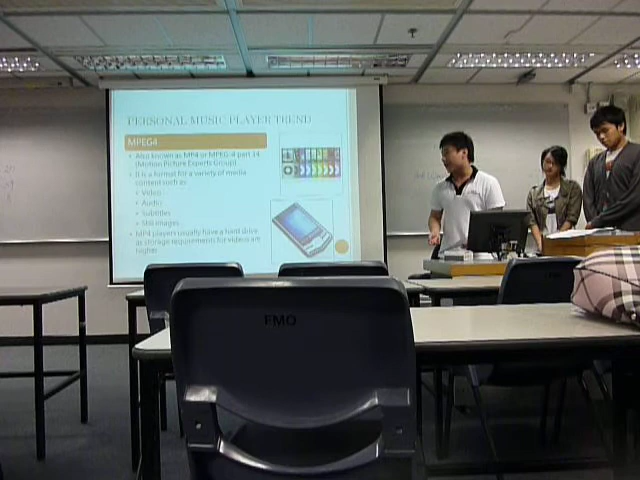 PERSONAL MUSIC PLAYER TREND
MPEG4
Also known as MP4 or MPEG-4 part 14
(Motion Picture Experts Group)
It is a format for a variety of media
content such as
Video
Audio
Subtitles
Still images
MP4 players usually have a hard disk
as storage requirements for videos are
higher
FMO